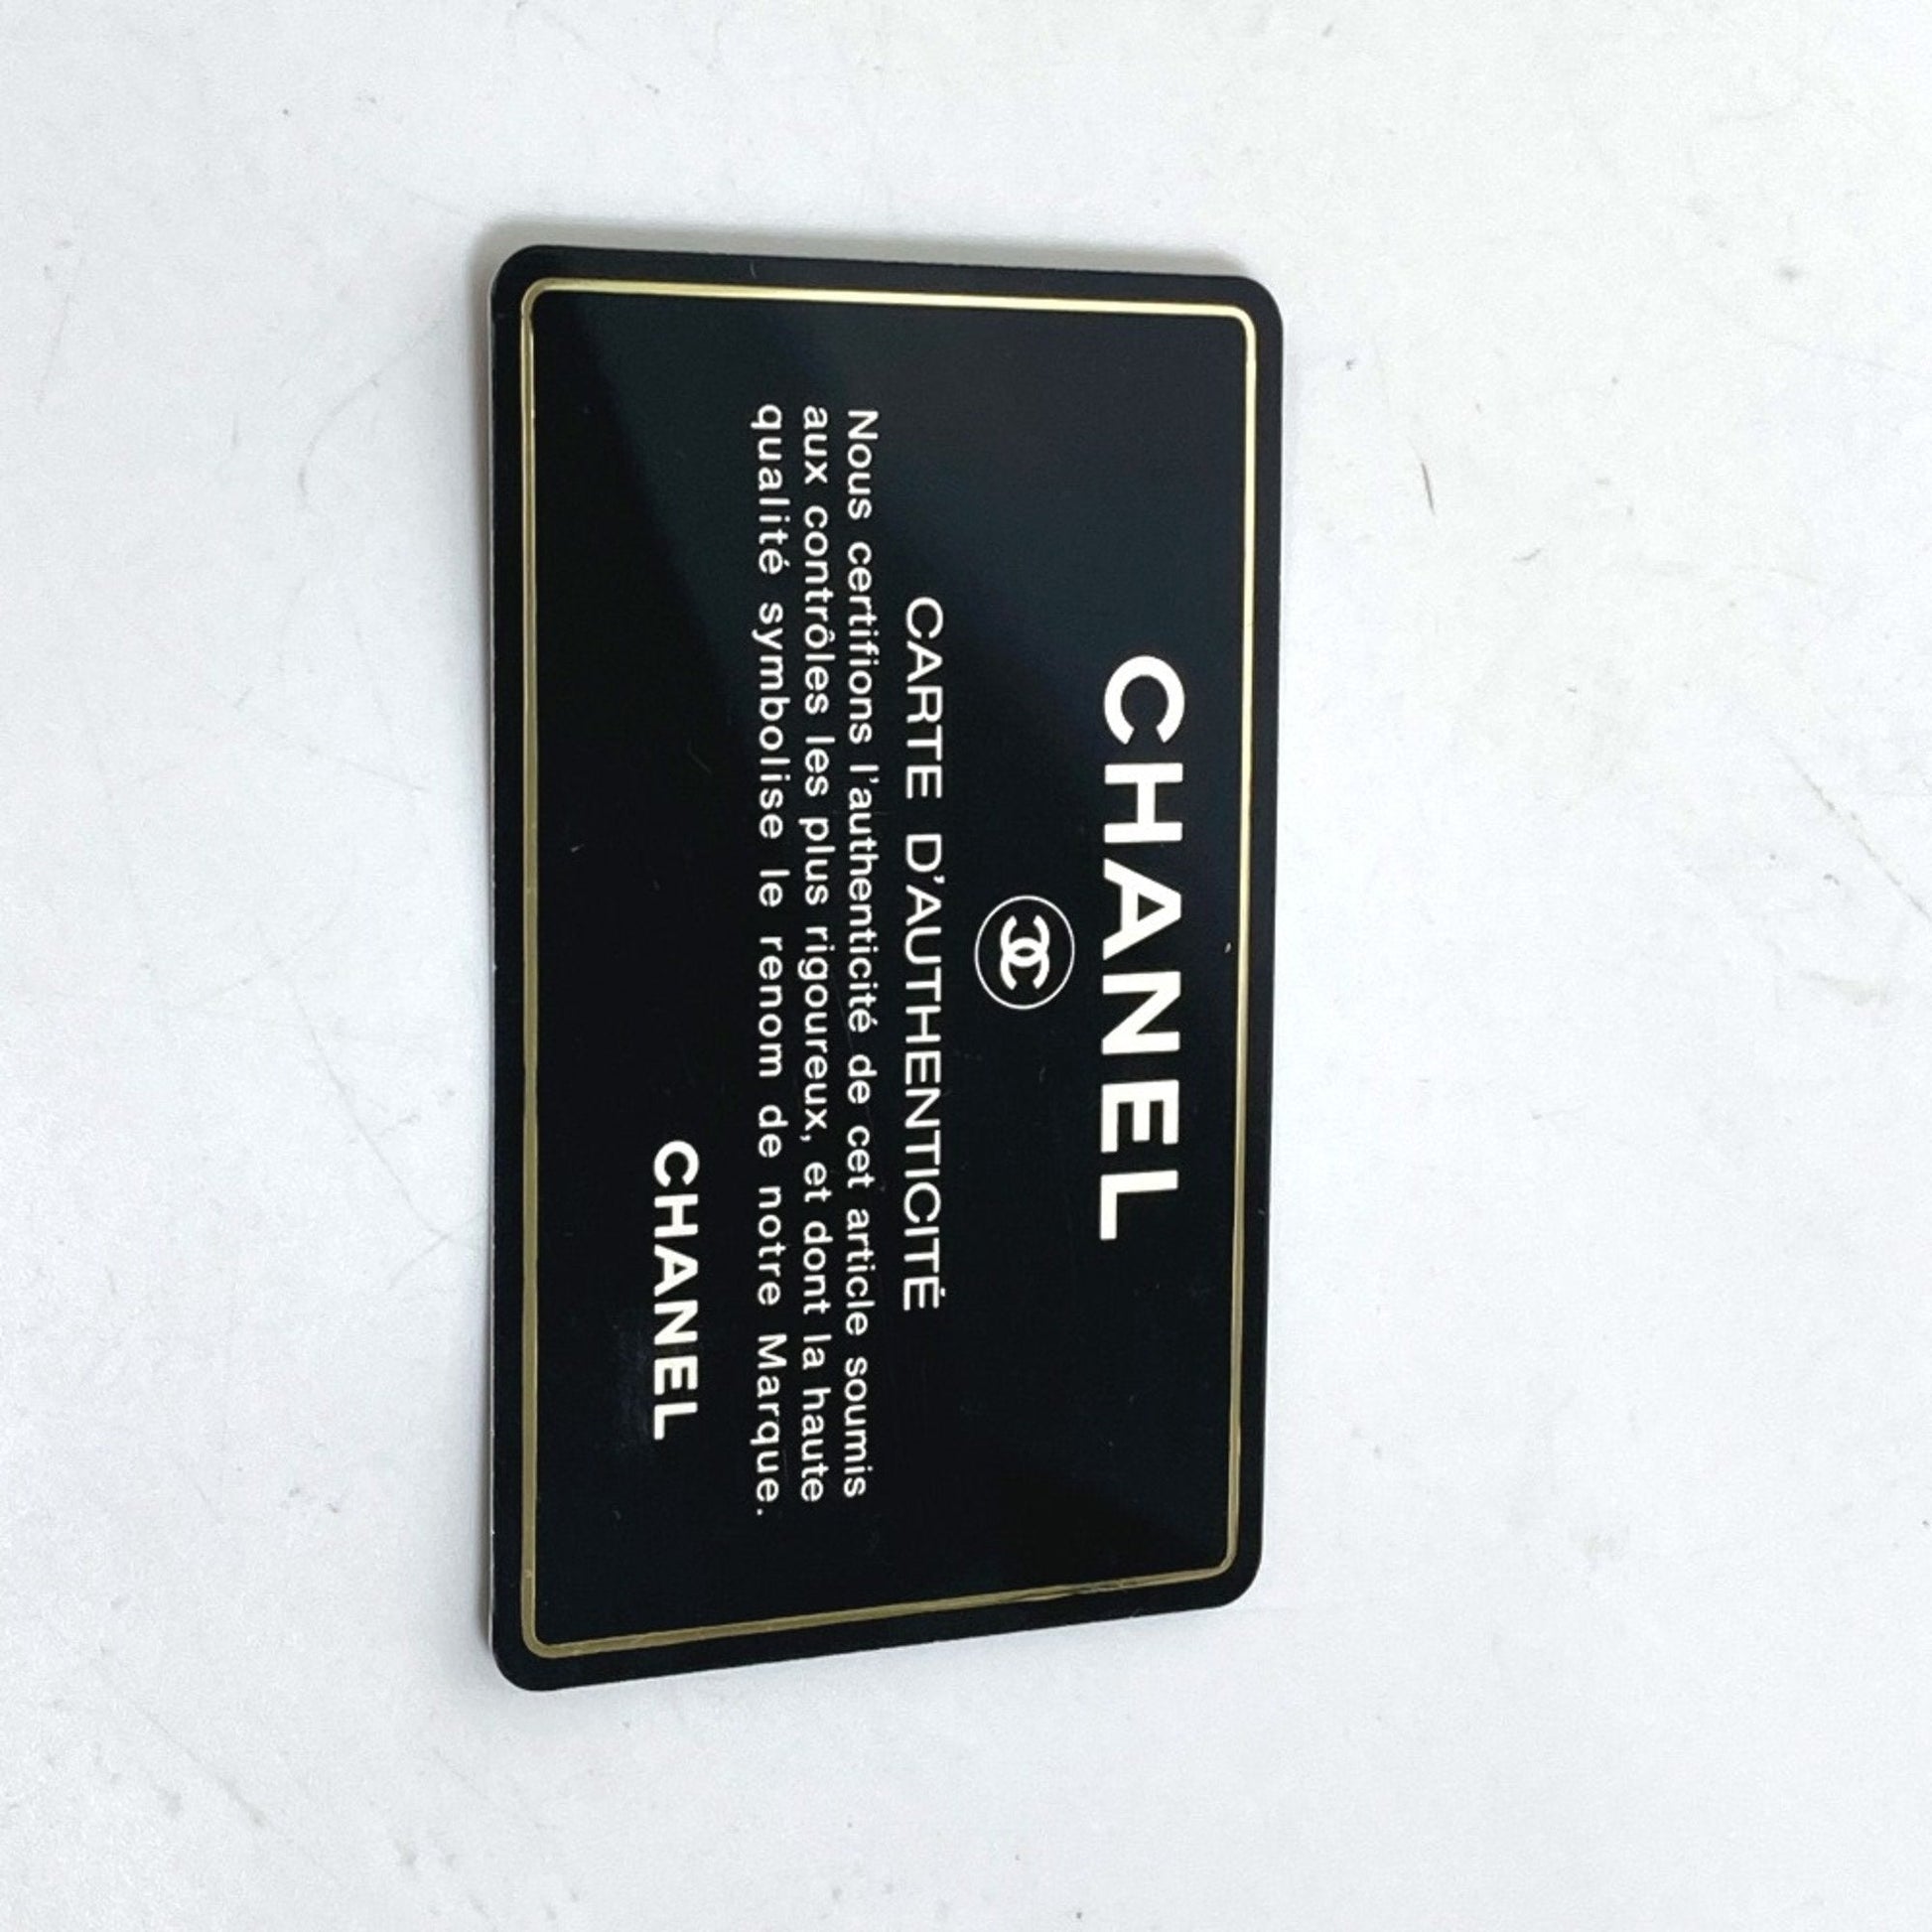 CHANEL
CARTE D'AUTHENTICITÉ
Nous certifions l'authenticité de cet article soumis
aux contrôles les plus rigoureux, et dont la haute
qualité symbolise le renom de notre Marque.
CHANEL